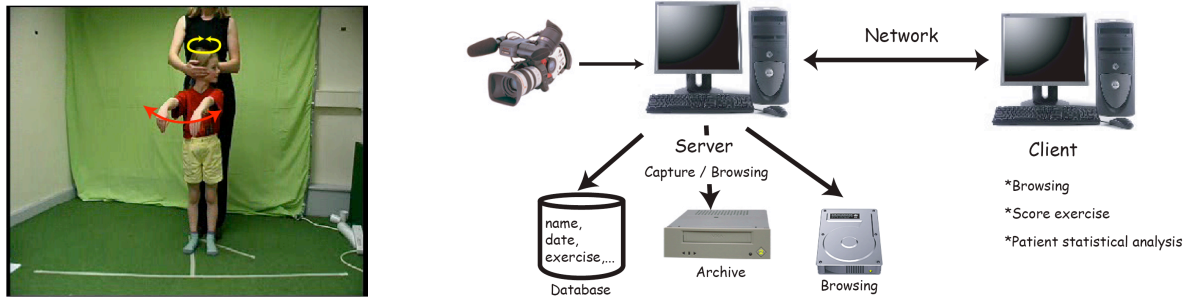 Network
Server
Capture / Browsing
Client
*Browsing
*Score exercise
*Patient statistical analysis
name,
date,
exercise,...
Database
Archive
Browsing